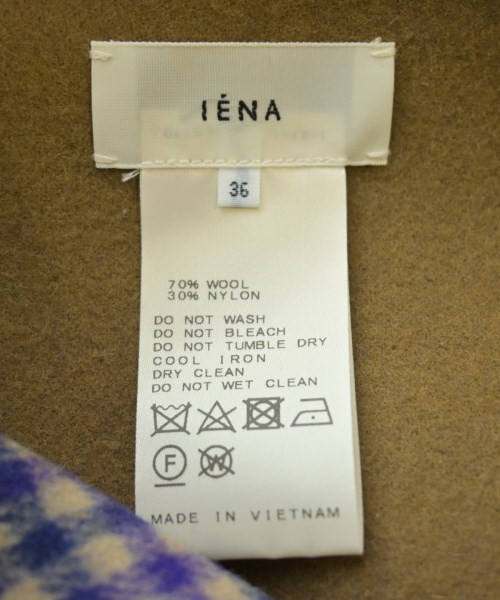 IÉNA
36
70% WOOL
30% NYLON
DO NOT WASH
DO NOT BLEACH
DO NOT TUMBLE DRY
COOL IRON
DRY CLEAN
DO NOT WET CLEAN
F W
MADE IN VIETNAM